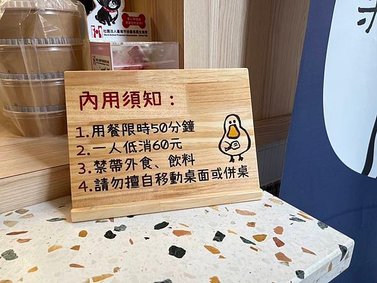 內用須知：
1.用餐限時50分鐘
2.一人低消60元
3.禁帶外食、飲料
4.請勿擅自移動桌面或併桌